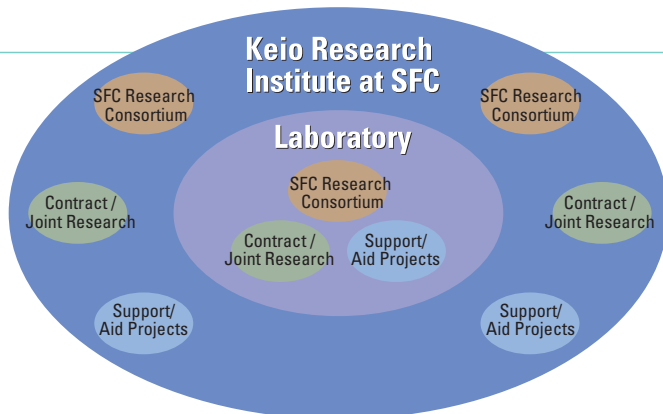 Keio Research
Institute at SFC
SFC Research
Consortium
SFC Research
Consortium
Laboratory
SFC Research
Consortium
Contract /
Joint Research
Contract /
Joint Research
Contract /
Joint Research
Support/
Aid Projects
Support/
Aid Projects
Support/
Aid Projects